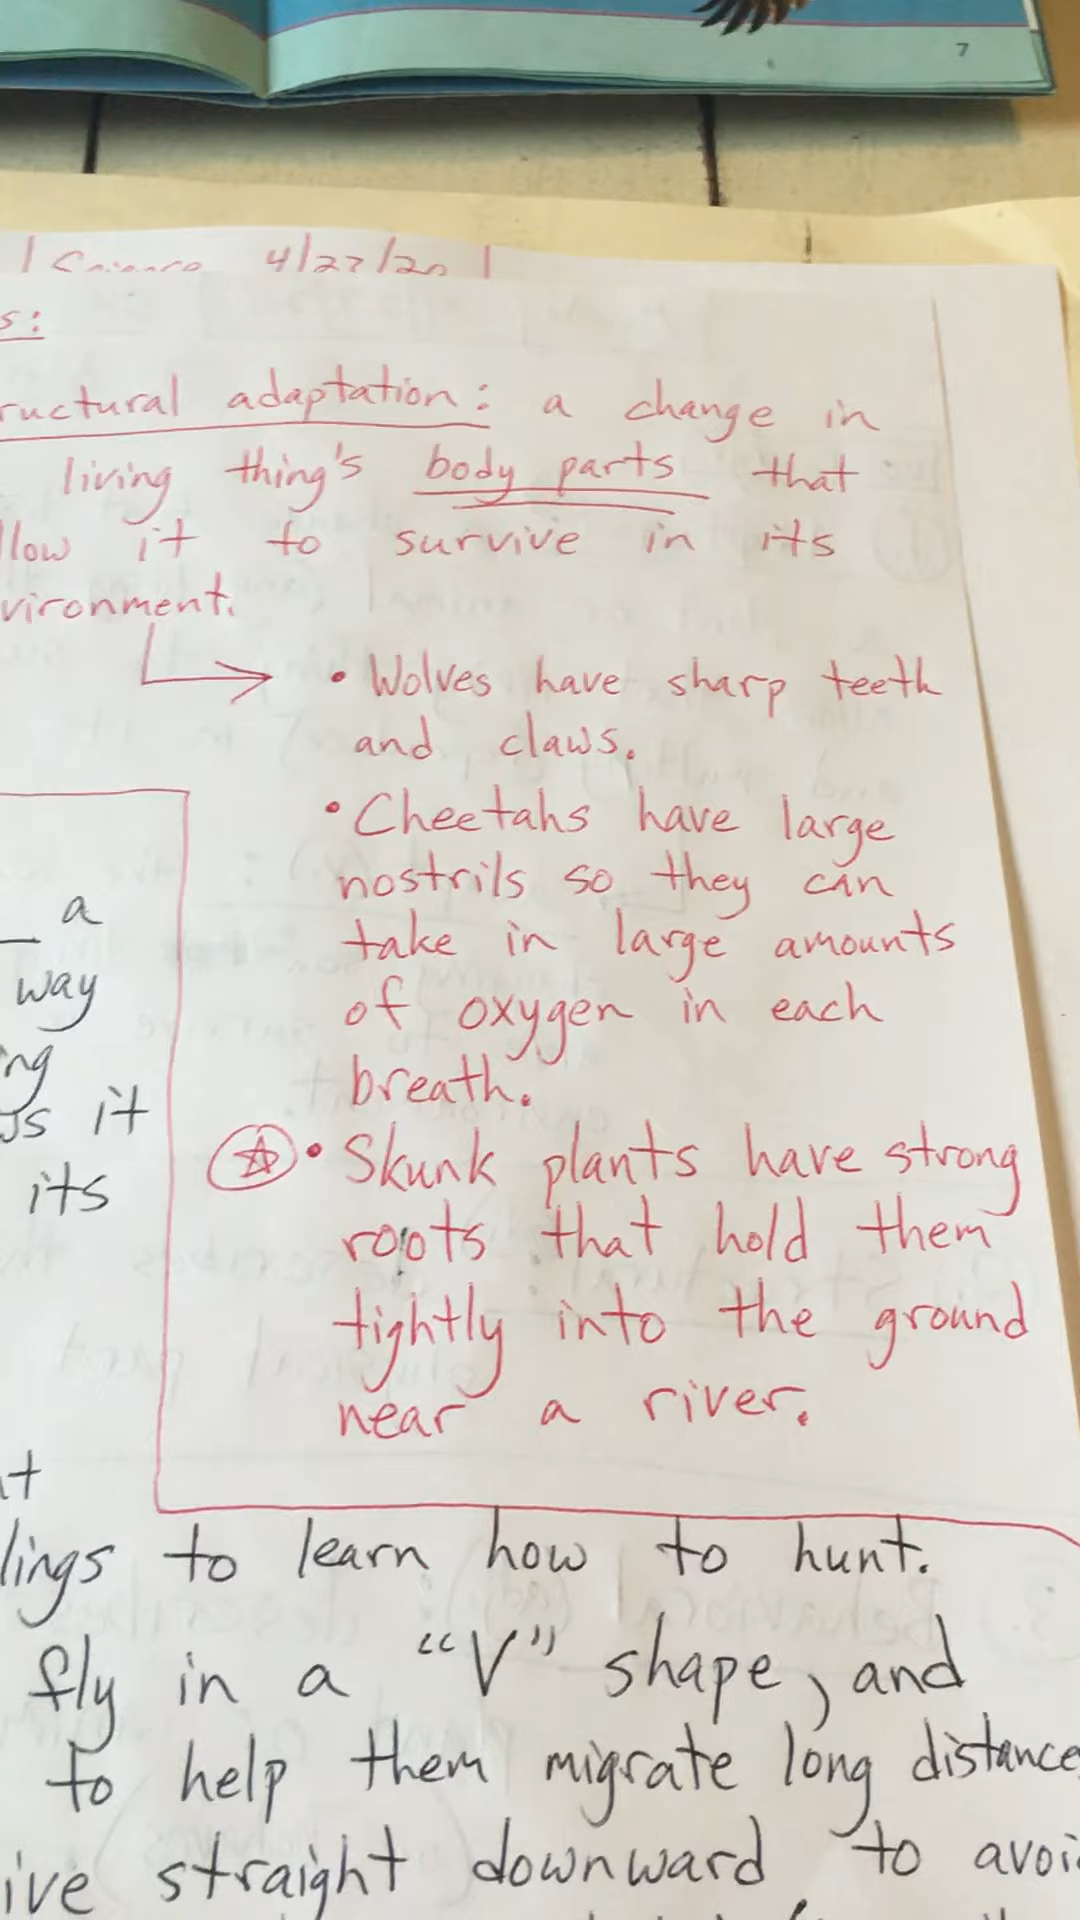 7
Science 4/27/20
s:
ructural adaptation: a change in
living thing's body parts that
llow it to survive in its
vironment.
• Wolves have sharp teeth
and claws.
• Cheetahs have large
nostrils so they can
take in large amounts
of oxygen in each
breath.
• Skunk plants have strong
roots that hold them
tightly into the ground
near a river.
a
way
ng
s it
its
t
lings to learn how to hunt.
fly in a "V" shape, and
to help them migrate long distance
ive straight downward to avoi